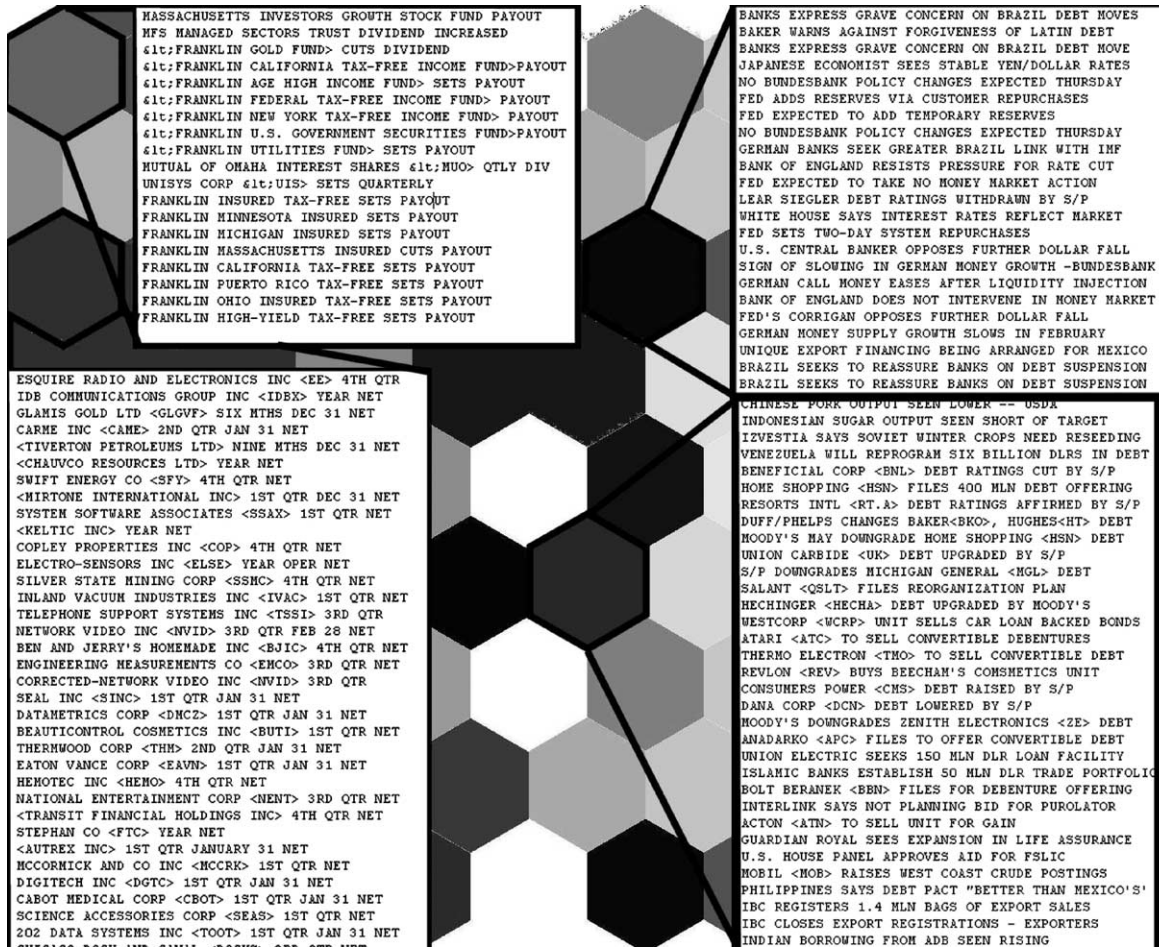 MASSACHUSETTS INVESTORS GROWTH STOCK FUND PAYOUT
MFS MANAGED SECTORS TRUST DIVIDEND INCREASED
&lt;FRANKLIN GOLD FUND> CUTS DIVIDEND
&lt;FRANKLIN CALIFORNIA TAX-FREE INCOME FUND>PAYOUT
&lt;FRANKLIN AGE HIGH INCOME FUND> SETS PAYOUT
&lt;FRANKLIN FEDERAL TAX-FREE INCOME FUND> PAYOUT
&lt;FRANKLIN NEW YORK TAX-FREE INCOME FUND> PAYOUT
&lt;FRANKLIN U.S. GOVERNMENT SECURITIES FUND>PAYOUT
&lt;FRANKLIN UTILITIES FUND> SETS PAYOUT
MUTUAL OF OMAHA INTEREST SHARES &lt;MUO> QTLY DIV
UNISYS CORP &lt;UIS> SETS QUARTERLY
FRANKLIN INSURED TAX-FREE SETS PAYOUT
FRANKLIN MINNESOTA INSURED SETS PAYOUT
FRANKLIN MICHIGAN INSURED SETS PAYOUT
FRANKLIN MASSACHUSETTS INSURED CUTS PAYOUT
FRANKLIN CALIFORNIA TAX-FREE SETS PAYOUT
FRANKLIN PUERTO RICO TAX-FREE SETS PAYOUT
FRANKLIN OHIO INSURED TAX-FREE SETS PAYOUT
FRANKLIN HIGH-YIELD TAX-FREE SETS PAYOUT
ESQUIRE RADIO AND ELECTRONICS INC <EE> 4TH QTR
IDB COMMUNICATIONS GROUP INC <IDBX> YEAR NET
GLAMIS GOLD LTD <GLGVF> SIX MTHS DEC 31 NET
CARME INC <CAME> 2ND QTR JAN 31 NET
<TIVERTON PETROLEUMS LTD> NINE MTHS DEC 31 NET
<CHAUVCO RESOURCES LTD> YEAR NET
SWIFT ENERGY CO <SFY> 4TH QTR NET
<MIRTONE INTERNATIONAL INC> 1ST QTR DEC 31 NET
SYSTEM SOFTWARE ASSOCIATES <SSAX> 1ST QTR NET
<KELTIC INC> YEAR NET
COPLEY PROPERTIES INC <COP> 4TH QTR NET
ELECTRO-SENSORS INC <ELSE> YEAR OPER NET
SILVER STATE MINING CORP <SSMC> 4TH QTR NET
INLAND VACUUM INDUSTRIES INC <IVAC> 1ST QTR NET
TELEPHONE SUPPORT SYSTEMS INC <TSSI> 3RD QTR
NETWORK VIDEO INC <NVID> 3RD QTR FEB 28 NET
BEN AND JERRY'S HOMEMADE INC <BJIC> 4TH QTR NET
ENGINEERING MEASUREMENTS CO <EMCO> 3RD QTR NET
CORRECTED-NETWORK VIDEO INC <NVID> 3RD QTR
SEAL INC <SINC> 1ST QTR JAN 31 NET
DATAMETRICS CORP <DMCZ> 1ST QTR JAN 31 NET
BEAUTICONTROL COSMETICS INC <BUTI> 1ST QTR NET
THERMWOOD CORP <THM> 2ND QTR JAN 31 NET
EATON VANCE CORP <EAVN> 1ST QTR JAN 31 NET
HEMOTEC INC <HEMO> 4TH QTR NET
NATIONAL ENTERTAINMENT CORP <NENT> 3RD QTR NET
<TRANSIT FINANCIAL HOLDINGS INC> 4TH QTR NET
STEPHAN CO <FTC> YEAR NET
<AUTREX INC> 1ST QTR JANUARY 31 NET
MCCORMICK AND CO INC <MCCRK> 1ST QTR NET
DIGITECH INC <DGTC> 1ST QTR JAN 31 NET
CABOT MEDICAL CORP <CBOT> 1ST QTR JAN 31 NET
SCIENCE ACCESSORIES CORP <SEAS> 1ST QTR NET
202 DATA SYSTEMS INC <TOOT> 1ST QTR JAN 31 NET
BANKS EXPRESS GRAVE CONCERN ON BRAZIL DEBT MOVES
BAKER WARNS AGAINST FORGIVENESS OF LATIN DEBT
BANKS EXPRESS GRAVE CONCERN ON BRAZIL DEBT MOVE
JAPANESE ECONOMIST SEES STABLE YEN/DOLLAR RATES
NO BUNDESBANK POLICY CHANGES EXPECTED THURSDAY
FED ADDS RESERVES VIA CUSTOMER REPURCHASES
FED EXPECTED TO ADD TEMPORARY RESERVES
NO BUNDESBANK POLICY CHANGES EXPECTED THURSDAY
GERMAN BANKS SEEK GREATER BRAZIL LINK WITH IMF
BANK OF ENGLAND RESISTS PRESSURE FOR RATE CUT
FED EXPECTED TO TAKE NO MONEY MARKET ACTION
LEAR SIEGLER DEBT RATINGS WITHDRAWN BY S/P
WHITE HOUSE SAYS INTEREST RATES REFLECT MARKET
FED SETS TWO-DAY SYSTEM REPURCHASES
U.S. CENTRAL BANKER OPPOSES FURTHER DOLLAR FALL
SIGN OF SLOWING IN GERMAN MONEY GROWTH -BUNDESBANK
GERMAN CALL MONEY EASES AFTER LIQUIDITY INJECTION
BANK OF ENGLAND DOES NOT INTERVENE IN MONEY MARKET
FED'S CORRIGAN OPPOSES FURTHER DOLLAR FALL
GERMAN MONEY SUPPLY GROWTH SLOWS IN FEBRUARY
UNIQUE EXPORT FINANCING BEING ARRANGED FOR MEXICO
BRAZIL SEEKS TO REASSURE BANKS ON DEBT SUSPENSION
BRAZIL SEEKS TO REASSURE BANKS ON DEBT SUSPENSION
CHINESE PORK OUTPUT SEEN LOWER -- USDA
INDONESIAN SUGAR OUTPUT SEEN SHORT OF TARGET
IZVESTIA SAYS SOVIET WINTER CROPS NEED RESEEDING
VENEZUELA WILL REPROGRAM SIX BILLION DLRS IN DEBT
BENEFICIAL CORP <BNL> DEBT RATINGS CUT BY S/P
HOME SHOPPING <HSN> FILES 400 MLN DEBT OFFERING
RESORTS INTL <RT.A> DEBT RATINGS AFFIRMED BY S/P
DUFF/PHELPS CHANGES BAKER<BKO>, HUGHES<HT> DEBT
MOODY'S MAY DOWNGRADE HOME SHOPPING <HSN> DEBT
UNION CARBIDE <UK> DEBT UPGRADED BY S/P
S/P DOWNGRADES MICHIGAN GENERAL <MGL> DEBT
SALANT <QSLT> FILES REORGANIZATION PLAN
HECHINGER <HECHA> DEBT UPGRADED BY MOODY'S
WESTCORP <WCRP> UNIT SELLS CAR LOAN BACKED BONDS
ATARI <ATC> TO SELL CONVERTIBLE DEBENTURES
THERMO ELECTRON <TMO> TO SELL CONVERTIBLE DEBT
REVLON <REV> BUYS BEECHAM'S COMSMETICS UNIT
CONSUMERS POWER <CMS> DEBT RAISED BY S/P
DANA CORP <DCN> DEBT LOWERED BY S/P
MOODY'S DOWNGRADES ZENITH ELECTRONICS <ZE> DEBT
ANADARKO <APC> FILES TO OFFER CONVERTIBLE DEBT
UNION ELECTRIC SEEKS 150 MLN DLR LOAN FACILITY
ISLAMIC BANKS ESTABLISH 50 MLN DLR TRADE PORTFOLIO
BOLT BERANEK <BBN> FILES FOR DEBENTURE OFFERING
INTERLINK SAYS NOT PLANNING BID FOR PUROLATOR
ACTON <ATN> TO SELL UNIT FOR GAIN
GUARDIAN ROYAL SEES EXPANSION IN LIFE ASSURANCE
U.S. HOUSE PANEL APPROVES AID FOR FSLIC
MOBIL <MOB> RAISES WEST COAST CRUDE POSTINGS
PHILIPPINES SAYS DEBT PACT "BETTER THAN MEXICO'S'
IBC REGISTERS 1.4 MLN BAGS OF EXPORT SALES
IBC CLOSES EXPORT REGISTRATIONS - EXPORTERS
INDIAN BORROWING FROM ADB SEEN RISING